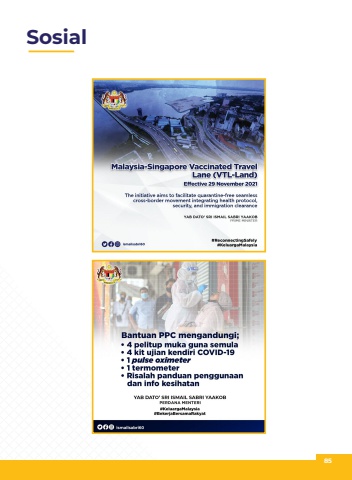 Sosial
Malaysia-Singapore Vaccinated Travel
Lane (VTL-Land)
Effective 29 November 2021
The initiative aims to facilitate quarantine-free seamless
cross-border movement integrating health protocol,
security, and immigration clearance
YAB DATO' SRI ISMAIL SABRI YAAKOB
PRIME MINISTER
ismailsabri60
#ReconnectingSafely
#KeluargaMalaysia
Bantuan PPC mengandungi;
• 4 pelitup muka guna semula
• 4 kit ujian kendiri COVID-19
• 1 pulse oximeter
• 1 termometer
• Risalah panduan penggunaan
dan info kesihatan
YAB DATO' SRI ISMAIL SABRI YAAKOB
PERDANA MENTERI
#KeluargaMalaysia
#BekerjaBersamaRakyat
ismailsabri60
85